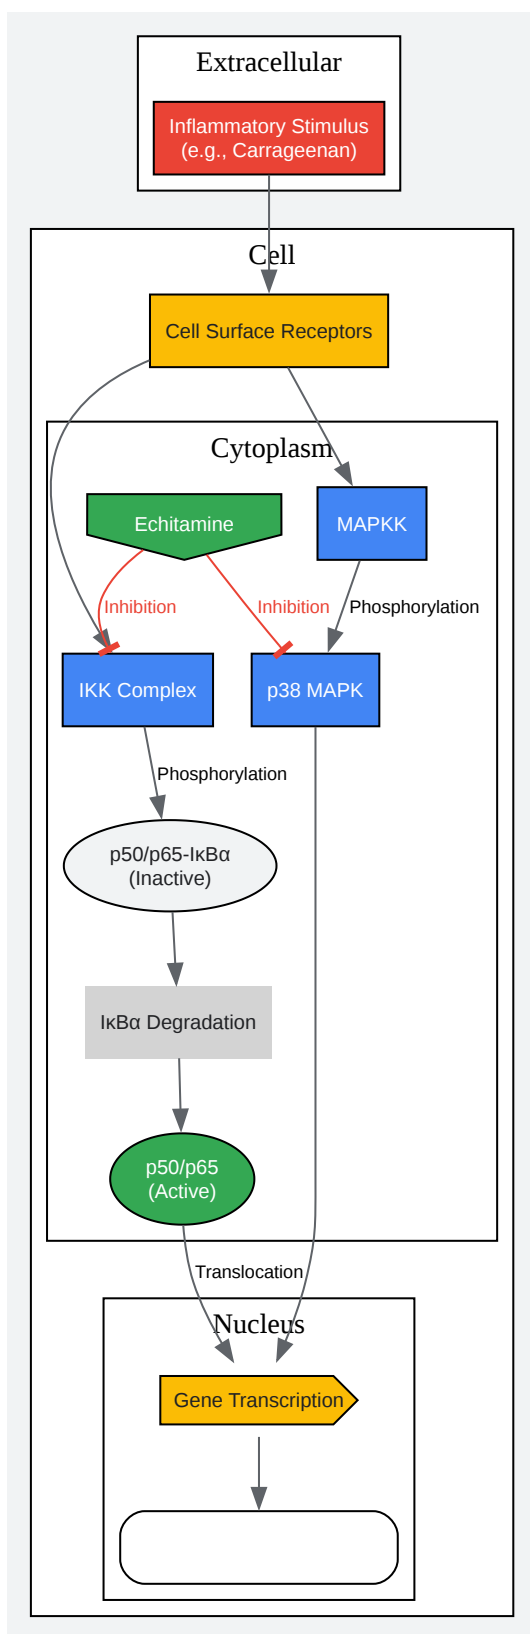 Extracellular
Inflammatory Stimulus
(e.g., Carrageenan)
Cell
Cell Surface Receptors
Cytoplasm
Echitamine
MAPKK
Inhibition
Inhibition
Phosphorylation
IKK Complex
p38 MAPK
Phosphorylation
p50/p65-IκBα
(Inactive)
IκBα Degradation
p50/p65
(Active)
Translocation
Nucleus
Gene Transcription